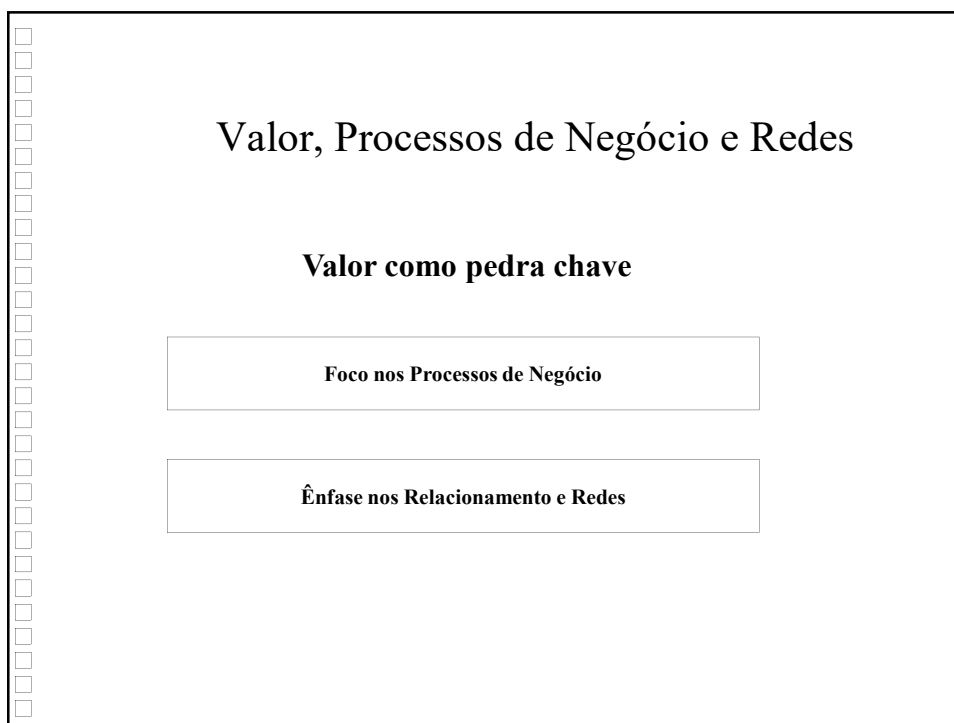 Valor, Processos de Negócio e Redes
Valor como pedra chave
Foco nos Processos de Negócio
Ênfase nos Relacionamento e Redes